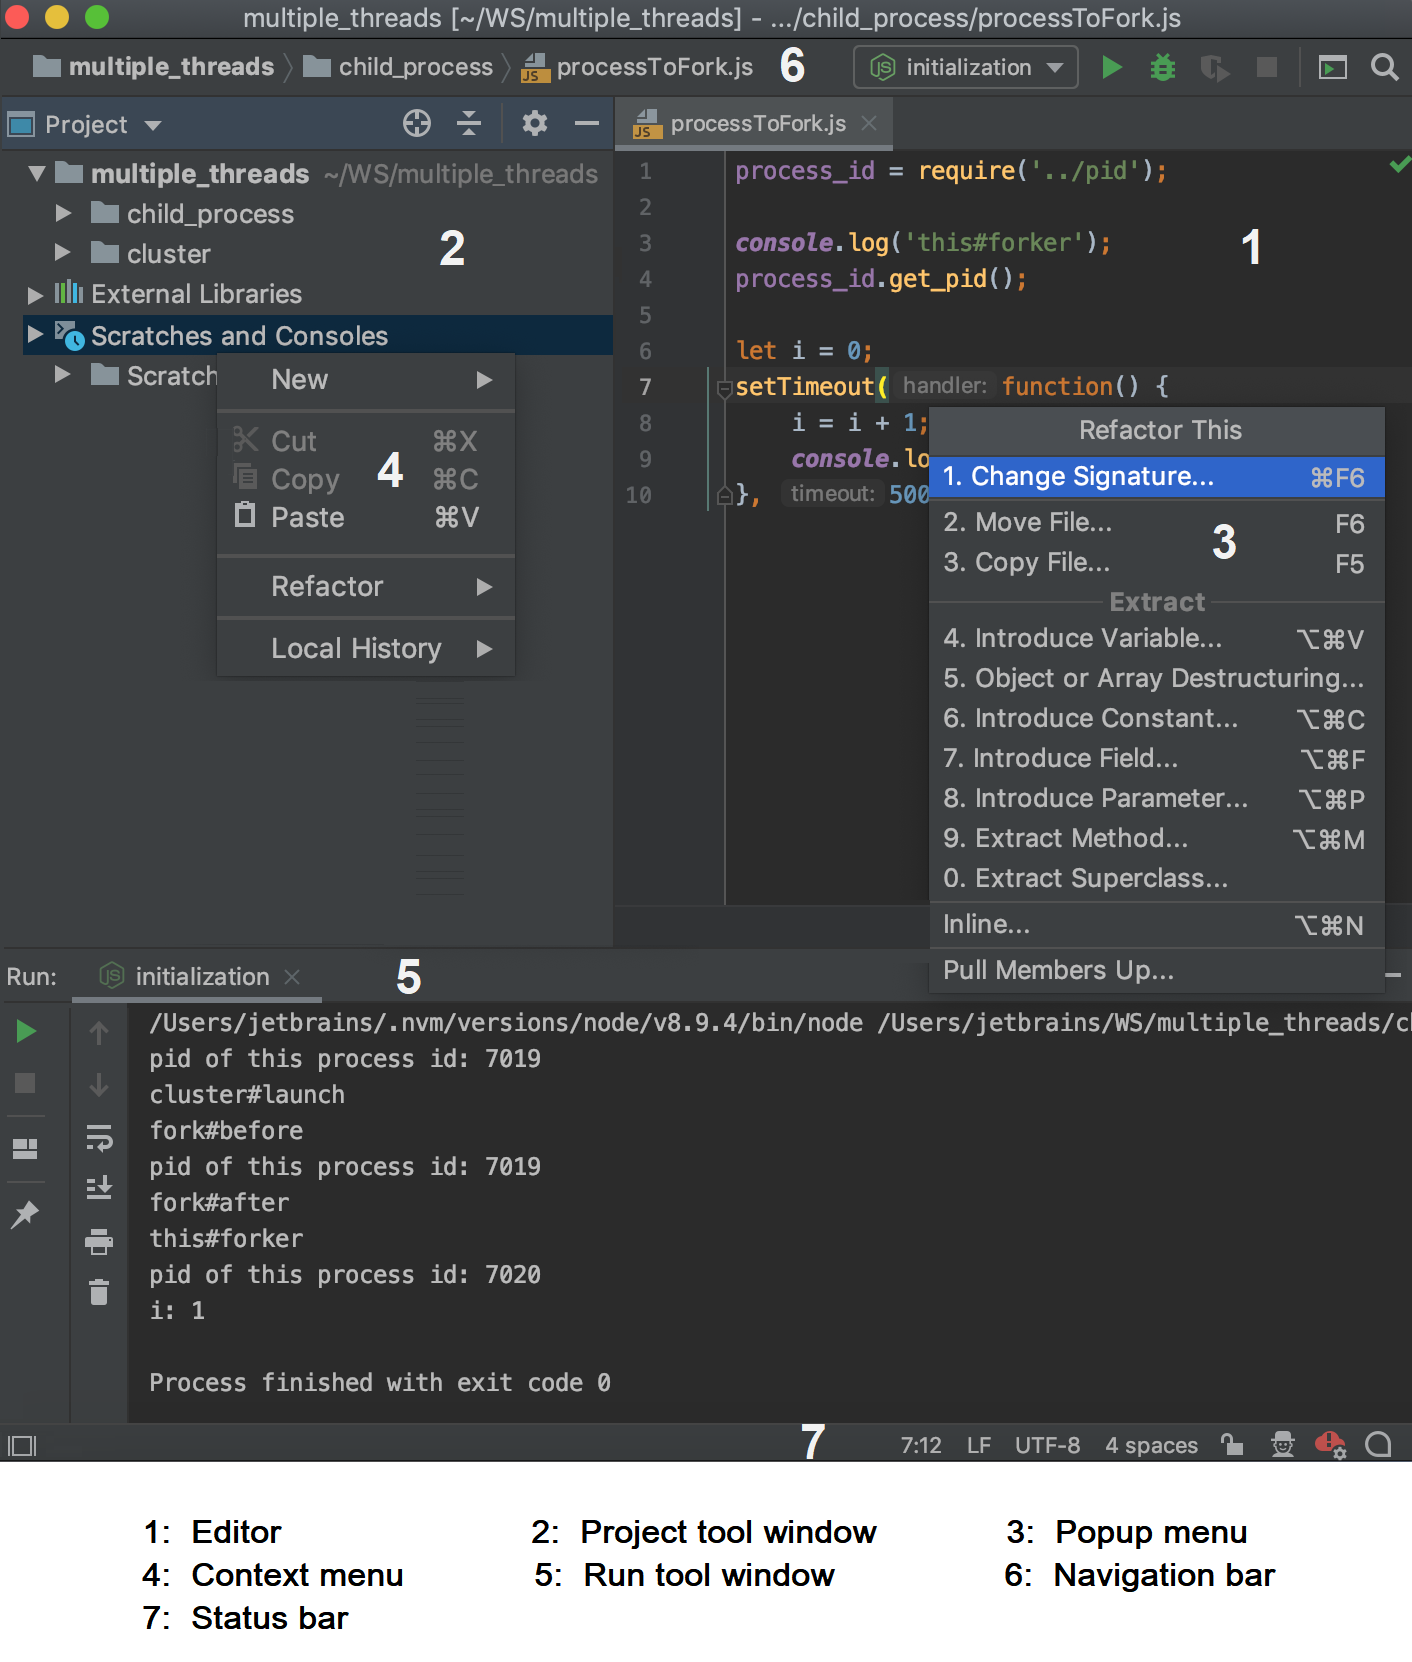 multiple_threads [~/WS/multiple_threads] - .../child_process/processToFork.js
multiple_threads child_process processToFork.js 6 initialization
Project
processToFork.js
multiple_threads ~/WS/multiple_threads
child_process
cluster
2
External Libraries
Scratches and Consoles
Scratch
New
Cut ⌘X
Copy ⌘C
4
Paste ⌘V
Refactor
Local History
1 process_id = require('../pid');
2
3 console.log('this#forker');
1
4 process_id.get_pid();
5
6 let i = 0;
7 setTimeout( handler: function() {
8 i = i + 1;
9 console.lo
10 }, timeout: 500
Refactor This
1. Change Signature... ⌘F6
2. Move File... F6
3
3. Copy File... F5
Extract
4. Introduce Variable... ⌥⌘V
5. Object or Array Destructuring...
6. Introduce Constant... ⌥⌘C
7. Introduce Field... ⌥⌘F
8. Introduce Parameter... ⌥⌘P
9. Extract Method... ⌥⌘M
0. Extract Superclass...
Inline... ⌥⌘N
Pull Members Up...
Run: initialization 5
/Users/jetbrains/.nvm/versions/node/v8.9.4/bin/node /Users/jetbrains/WS/multiple_threads/c
pid of this process id: 7019
cluster#launch
fork#before
pid of this process id: 7019
fork#after
this#forker
pid of this process id: 7020
i: 1
Process finished with exit code 0
7 7:12 LF UTF-8 4 spaces
1: Editor 2: Project tool window 3: Popup menu
4: Context menu 5: Run tool window 6: Navigation bar
7: Status bar